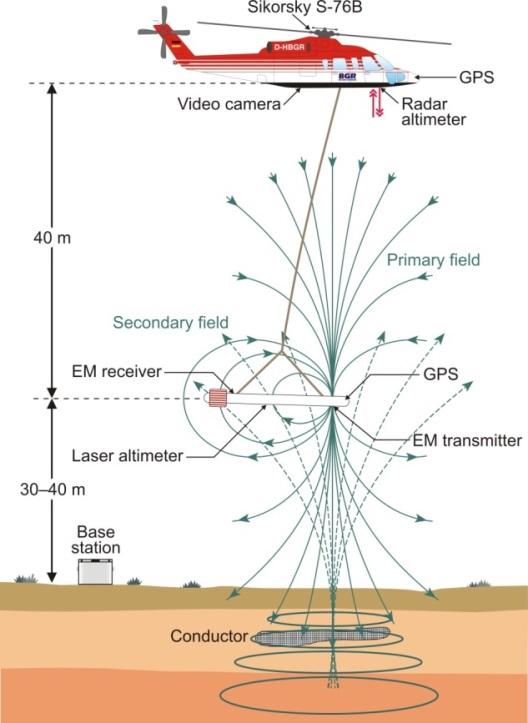 Sikorsky S-76B
D-HBGR
BGR
GPS
Video camera
Radar
altimeter
40 m
Primary field
Secondary field
EM receiver
GPS
EM transmitter
Laser altimeter
30–40 m
Base
station
Conductor